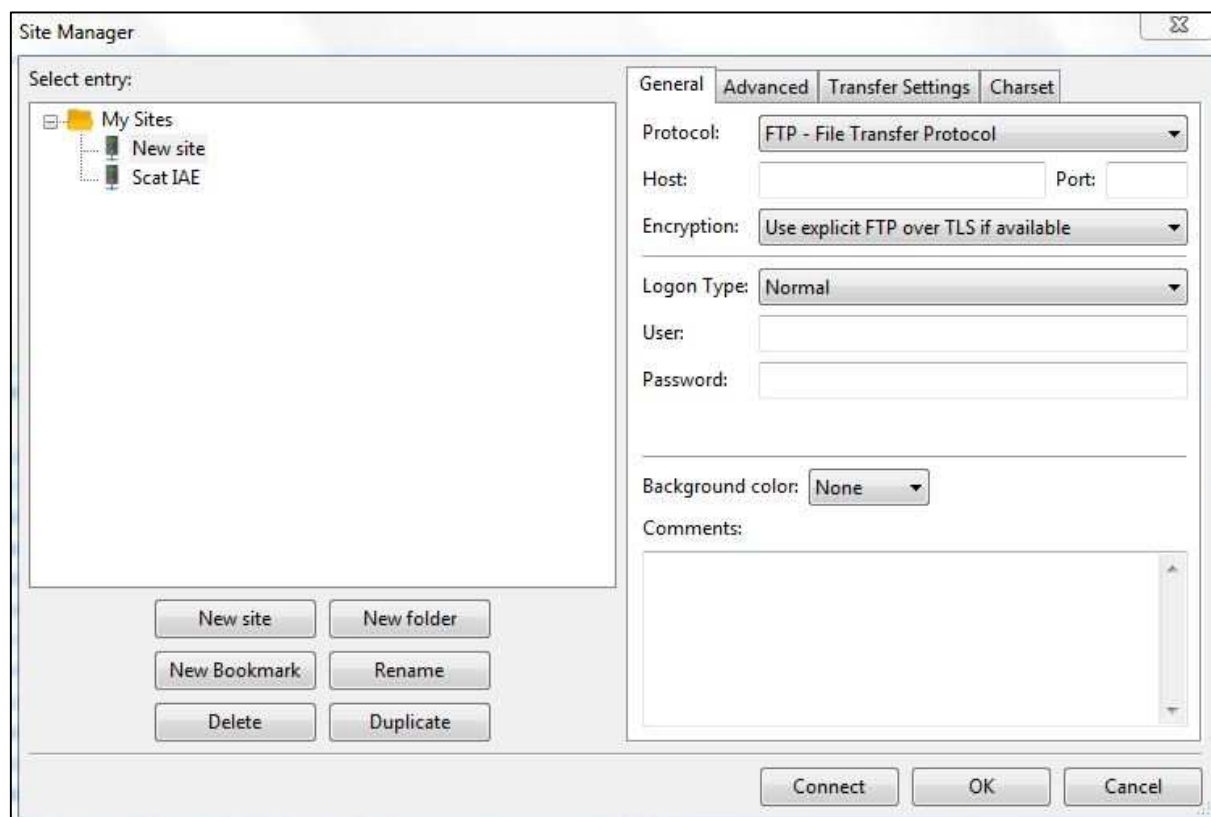 Site Manager
Select entry:
My Sites
New site
Scat IAE
New site New folder
New Bookmark Rename
Delete Duplicate
General Advanced Transfer Settings Charset
Protocol: FTP - File Transfer Protocol
Host: Port:
Encryption: Use explicit FTP over TLS if available
Logon Type: Normal
User:
Password:
Background color: None
Comments:
Connect OK Cancel